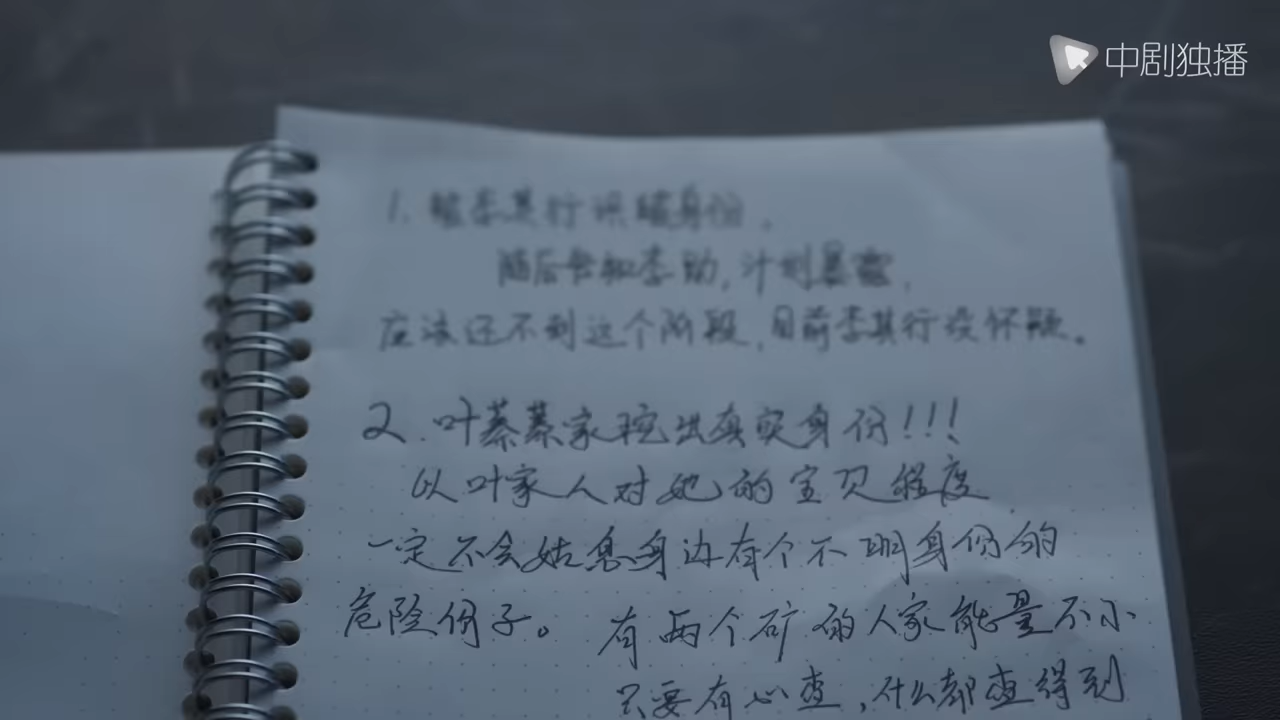 中剧独播
1. 被李其行识破身份.
随后告知李助,计划暴露.
应该还不到这个阶段,目前李其行没怀疑。
2.叶蓁蓁家挖出真实身份!!!
以叶家人对她的宝贝程度
一定不会姑息身边有个不明身份的
危险份子。 有两个矿的人家能量不小
只要有心查,什么都查得到